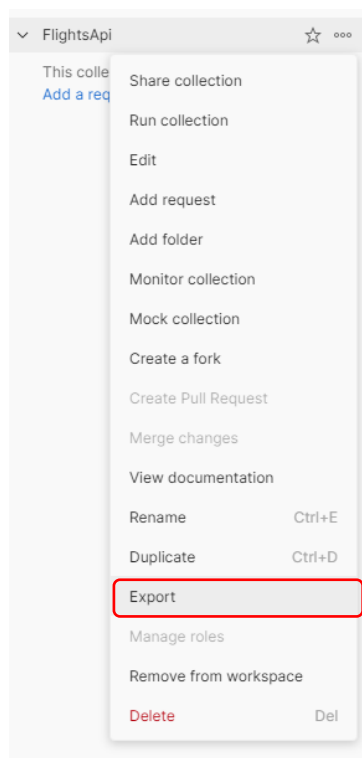 FlightsApi
This colle
Add a req
Share collection
Run collection
Edit
Add request
Add folder
Monitor collection
Mock collection
Create a fork
Create Pull Request
Merge changes
View documentation
Rename Ctrl+E
Duplicate Ctrl+D
Export
Manage roles
Remove from workspace
Delete Del